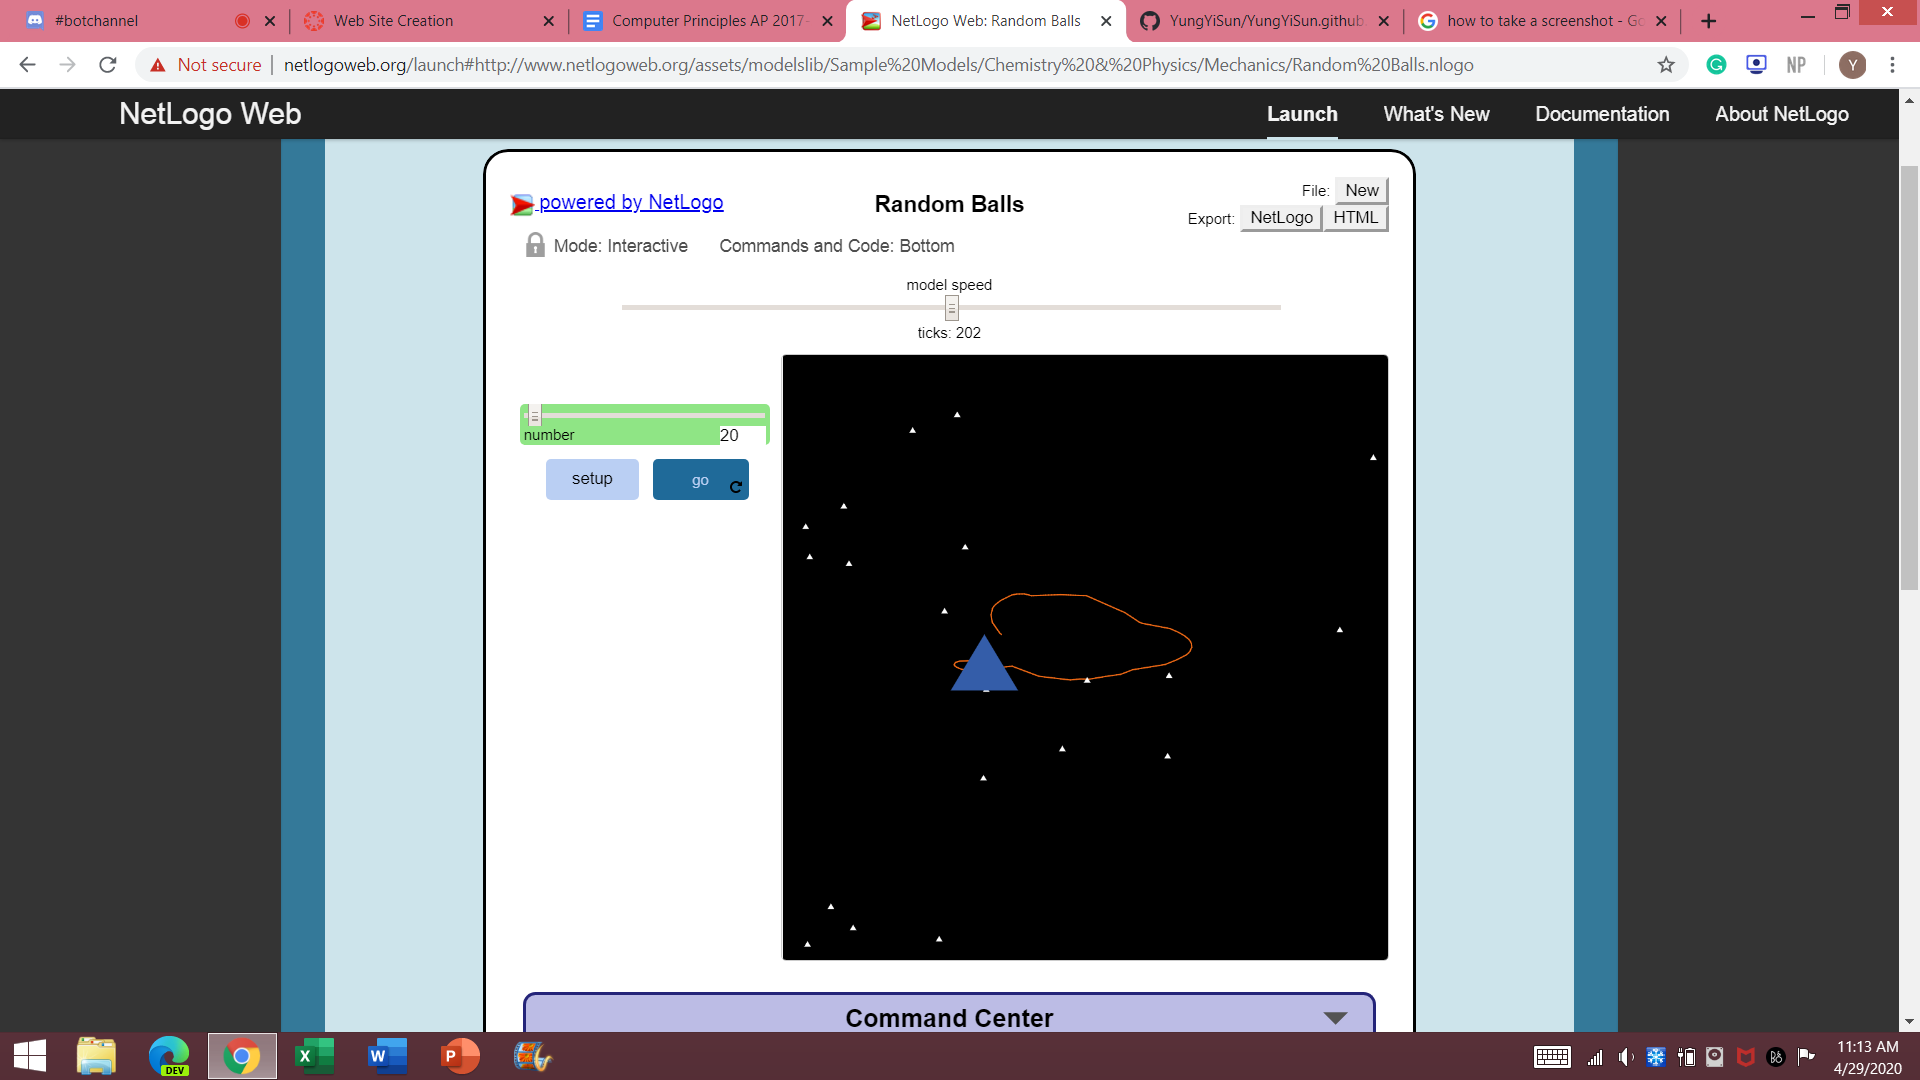 #botchannel
Web Site Creation
Computer Principles AP 2017-
NetLogo Web: Random Balls
YungYiSun/YungYiSun.github.
how to take a screenshot - Go
Not secure
netlogoweb.org/launch#http://www.netlogoweb.org/assets/modelslib/Sample%20Models/Chemistry%20&%20Physics/Mechanics/Random%20Balls.nlogo
NP
Y
NetLogo Web
Launch
What's New
Documentation
About NetLogo
powered by NetLogo
Random Balls
File: New
Export: NetLogo HTML
Mode: Interactive
Commands and Code: Bottom
model speed
ticks: 202
number
20
setup
go
Command Center
DEV
11:13 AM
4/29/2020